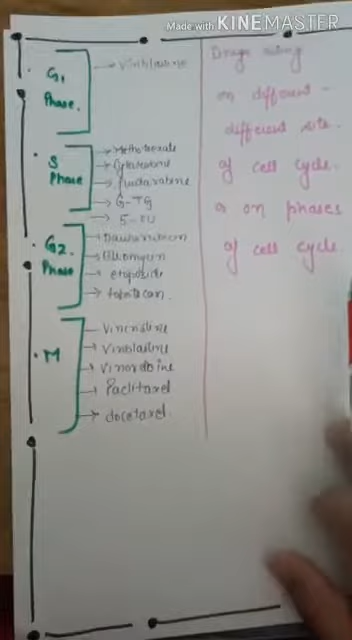 Made with KINEMASTER
G1 Phase.
→ Vinblastine
S Phase
→ Methotrexate
→ Cytarabine
→ fludarabine
→ 6-TG
→ 5-FU
G2. Phase
→ Daunorubicin
→ Bleomycin
→ etoposide
→ topotecan.
M
→ Vincristine
→ Vinblastine
→ Paclitaxel
→ docetaxel.
Drugs
on different -
different site.
of cell cycle.
or on phases
of cell cycle.